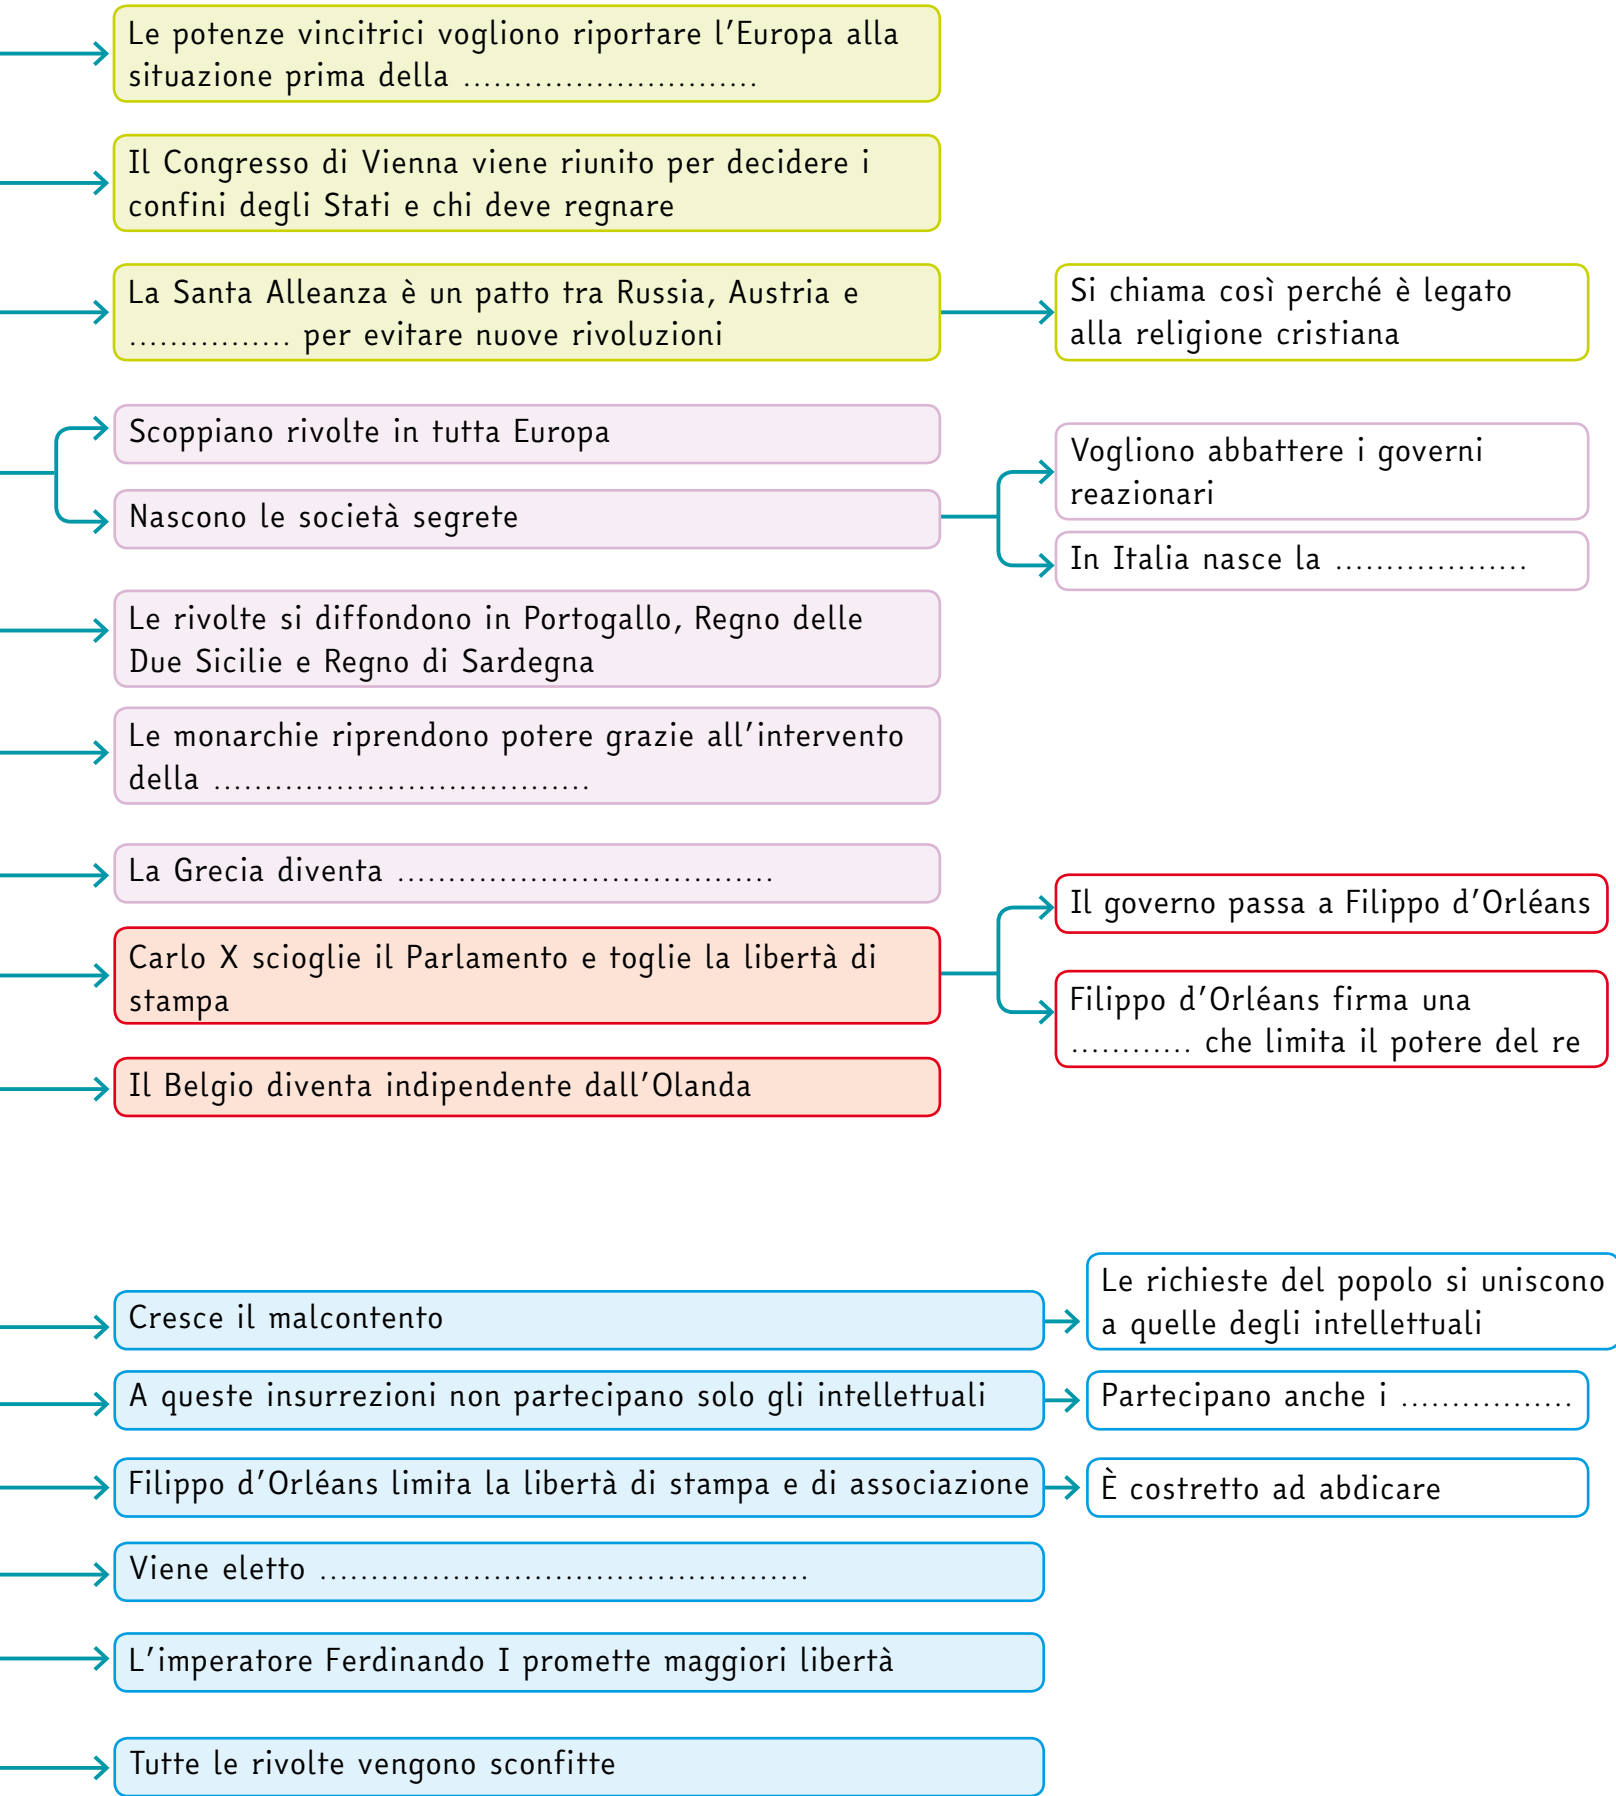 Le potenze vincitrici vogliono riportare l'Europa alla
situazione prima della .............................
Il Congresso di Vienna viene riunito per decidere i
confini degli Stati e chi deve regnare
La Santa Alleanza è un patto tra Russia, Austria e
................ per evitare nuove rivoluzioni
Si chiama così perché è legato
alla religione cristiana
Scoppiano rivolte in tutta Europa
Nascono le società segrete
Vogliono abbattere i governi
reazionari
In Italia nasce la ...................
Le rivolte si diffondono in Portogallo, Regno delle
Due Sicilie e Regno di Sardegna
Le monarchie riprendono potere grazie all'intervento
della .....................................
La Grecia diventa .....................................
Carlo X scioglie il Parlamento e toglie la libertà di
stampa
Il governo passa a Filippo d'Orléans
Filippo d'Orléans firma una
............ che limita il potere del re
Il Belgio diventa indipendente dall'Olanda
Cresce il malcontento
Le richieste del popolo si uniscono
a quelle degli intellettuali
A queste insurrezioni non partecipano solo gli intellettuali
Partecipano anche i .................
Filippo d'Orléans limita la libertà di stampa e di associazione
È costretto ad abdicare
Viene eletto ................................................
L'imperatore Ferdinando I promette maggiori libertà
Tutte le rivolte vengono sconfitte